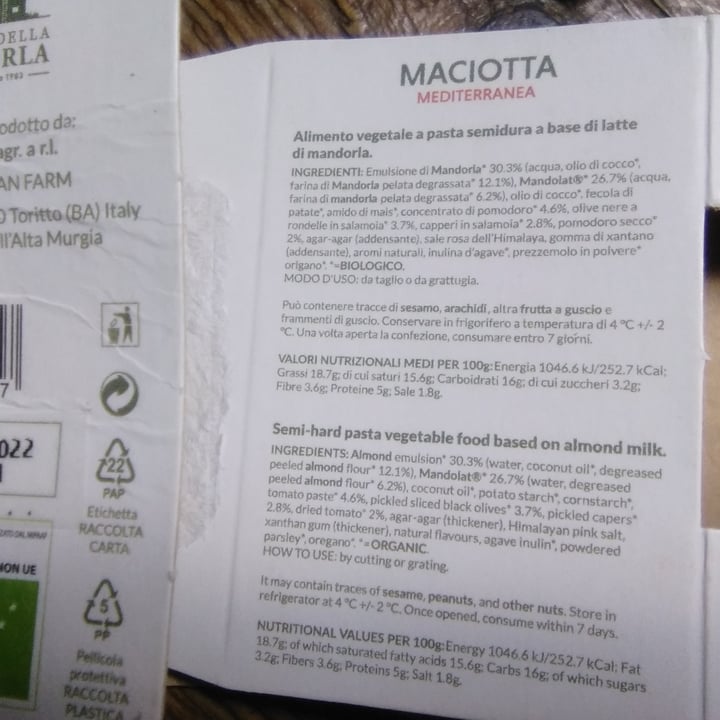 DELLA
RLA
1983
odotto da:
agr. a r.l.
AN FARM
Toritto (BA) Italy
ll'Alta Murgia
7
2022
22
PAP
Etichetta
RACCOLTA
CARTA
NON UE
5
PP
Pellicola
protettiva
RACCOLTA
PLASTICA
MACIOTTA
MEDITERRANEA
Alimento vegetale a pasta semidura a base di latte
di mandorla.
INGREDIENTI: Emulsione di Mandorla* 30.3% (acqua, olio di cocco*,
farina di Mandorla pelata degrassata* 12.1%), Mandolat®* 26.7% (acqua,
farina di mandorla pelata degrassata* 6.2%), olio di cocco*, fecola di
patate*, amido di mais*, concentrato di pomodoro* 4.6%, olive nere a
rondelle in salamoia* 3.7%, capperi in salamoia* 2.8%, pomodoro secco*
2%, agar-agar (addensante), sale rosa dell'Himalaya, gomma di xantano
(addensante), aromi naturali, inulina d'agave*, prezzemolo in polvere*
origano*. *=BIOLOGICO.
MODO D'USO: da taglio o da grattugia.
Può contenere tracce di sesamo, arachidi, altra frutta a guscio e
frammenti di guscio. Conservare in frigorifero a temperatura di 4 °C +/- 2
°C. Una volta aperta la confezione, consumare entro 7 giorni.
VALORI NUTRIZIONALI MEDI PER 100g: Energia 1046.6 kJ/252.7 kCal;
Grassi 18.7g; di cui saturi 15.6g; Carboidrati 16g; di cui zuccheri 3.2g;
Fibre 3.6g; Proteine 5g; Sale 1.8g.
Semi-hard pasta vegetable food based on almond milk.
INGREDIENTS: Almond emulsion* 30.3% (water, coconut oil*, degreased
peeled almond flour* 12.1%), Mandolat®* 26.7% (water, degreased
peeled almond flour* 6.2%), coconut oil*, potato starch*, cornstarch*,
tomato paste* 4.6%, pickled sliced black olives* 3.7%, pickled capers*
2.8%, dried tomato* 2%, agar-agar (thickener), Himalayan pink salt,
xanthan gum (thickener), natural flavours, agave inulin*, powdered
parsley*, oregano*. *=ORGANIC.
HOW TO USE: by cutting or grating.
It may contain traces of sesame, peanuts, and other nuts. Store in
refrigerator at 4 °C +/- 2 °C. Once opened, consume within 7 days.
NUTRITIONAL VALUES PER 100g: Energy 1046.6 kJ/252.7 kCal; Fat
18.7g; of which saturated fatty acids 15.6g; Carbs 16g; of which sugars
3.2g; Fibers 3.6g; Proteins 5g; Salt 1.8g.